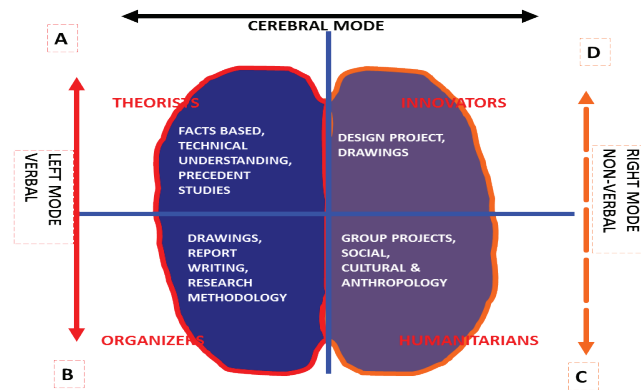 CEREBRAL MODE
A
D
THEORISTS
INNOVATORS
FACTS BASED,
TECHNICAL
UNDERSTANDING,
PRECEDENT
STUDIES
DESIGN PROJECT,
DRAWINGS
LEFT MODE
VERBAL
RIGHT MODE
NON-VERBAL
DRAWINGS,
REPORT
WRITING,
RESEARCH
METHODOLOGY
GROUP PROJECTS,
SOCIAL,
CULTURAL &
ANTHROPOLOGY
ORGANIZERS
HUMANITARIANS
B
C